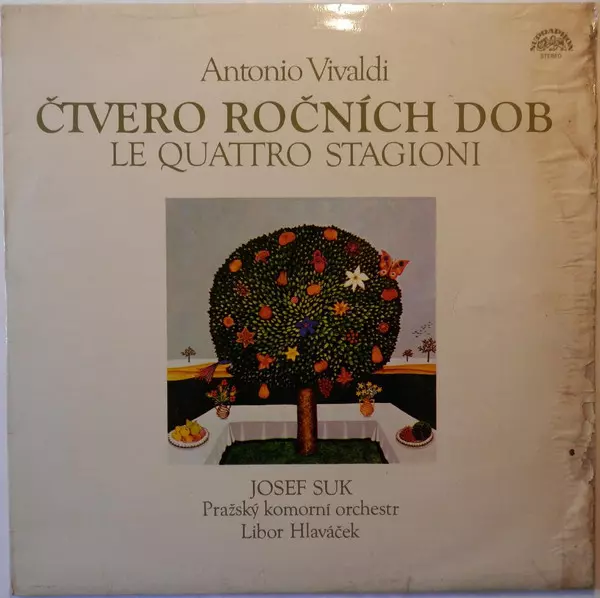 SUPRAPHON
STEREO
Antonio Vivaldi
ČTVERO ROČNÍCH DOB
LE QUATTRO STAGIONI
JOSEF SUK
Pražský komorní orchestr
Libor Hlaváček